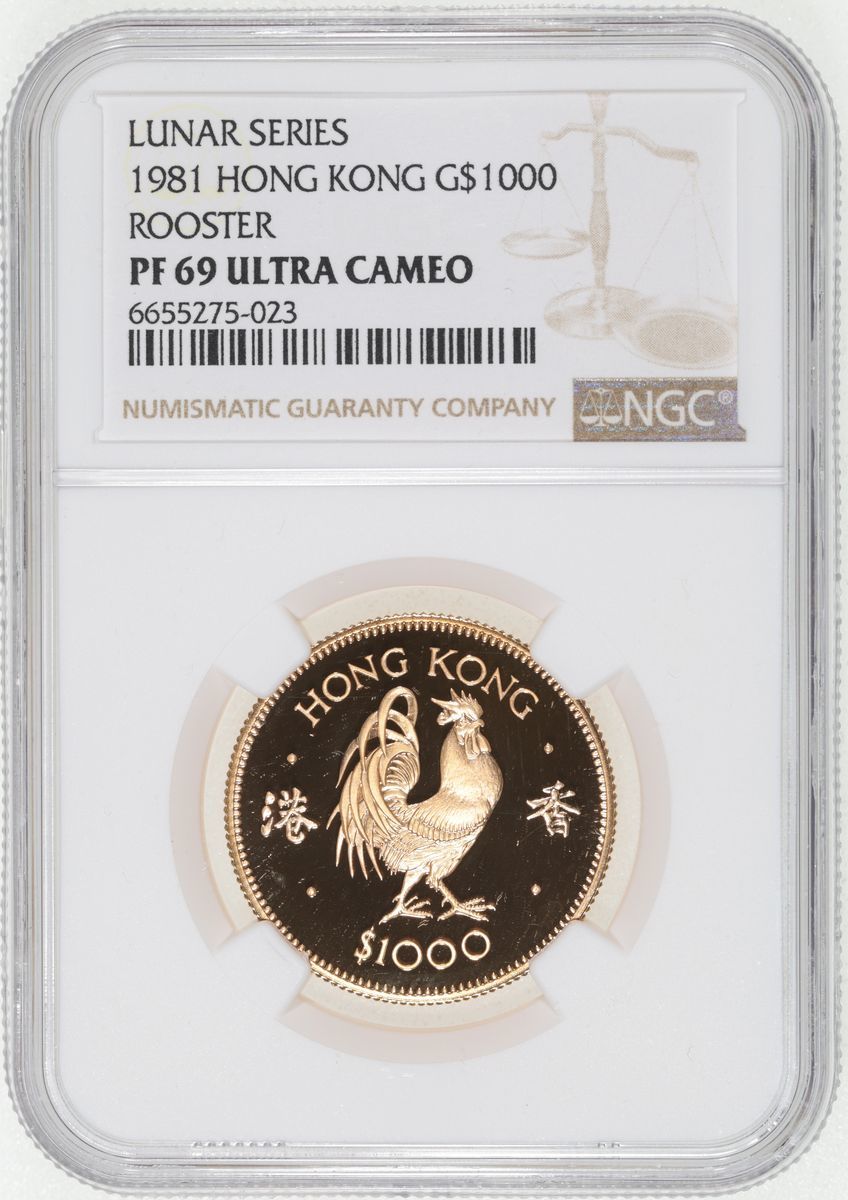 LUNAR SERIES
1981 HONG KONG G$1000
ROOSTER
PF 69 ULTRA CAMEO
6655275-023
NUMISMATIC GUARANTY COMPANY
NGC®
HONG KONG
港 香
$1000